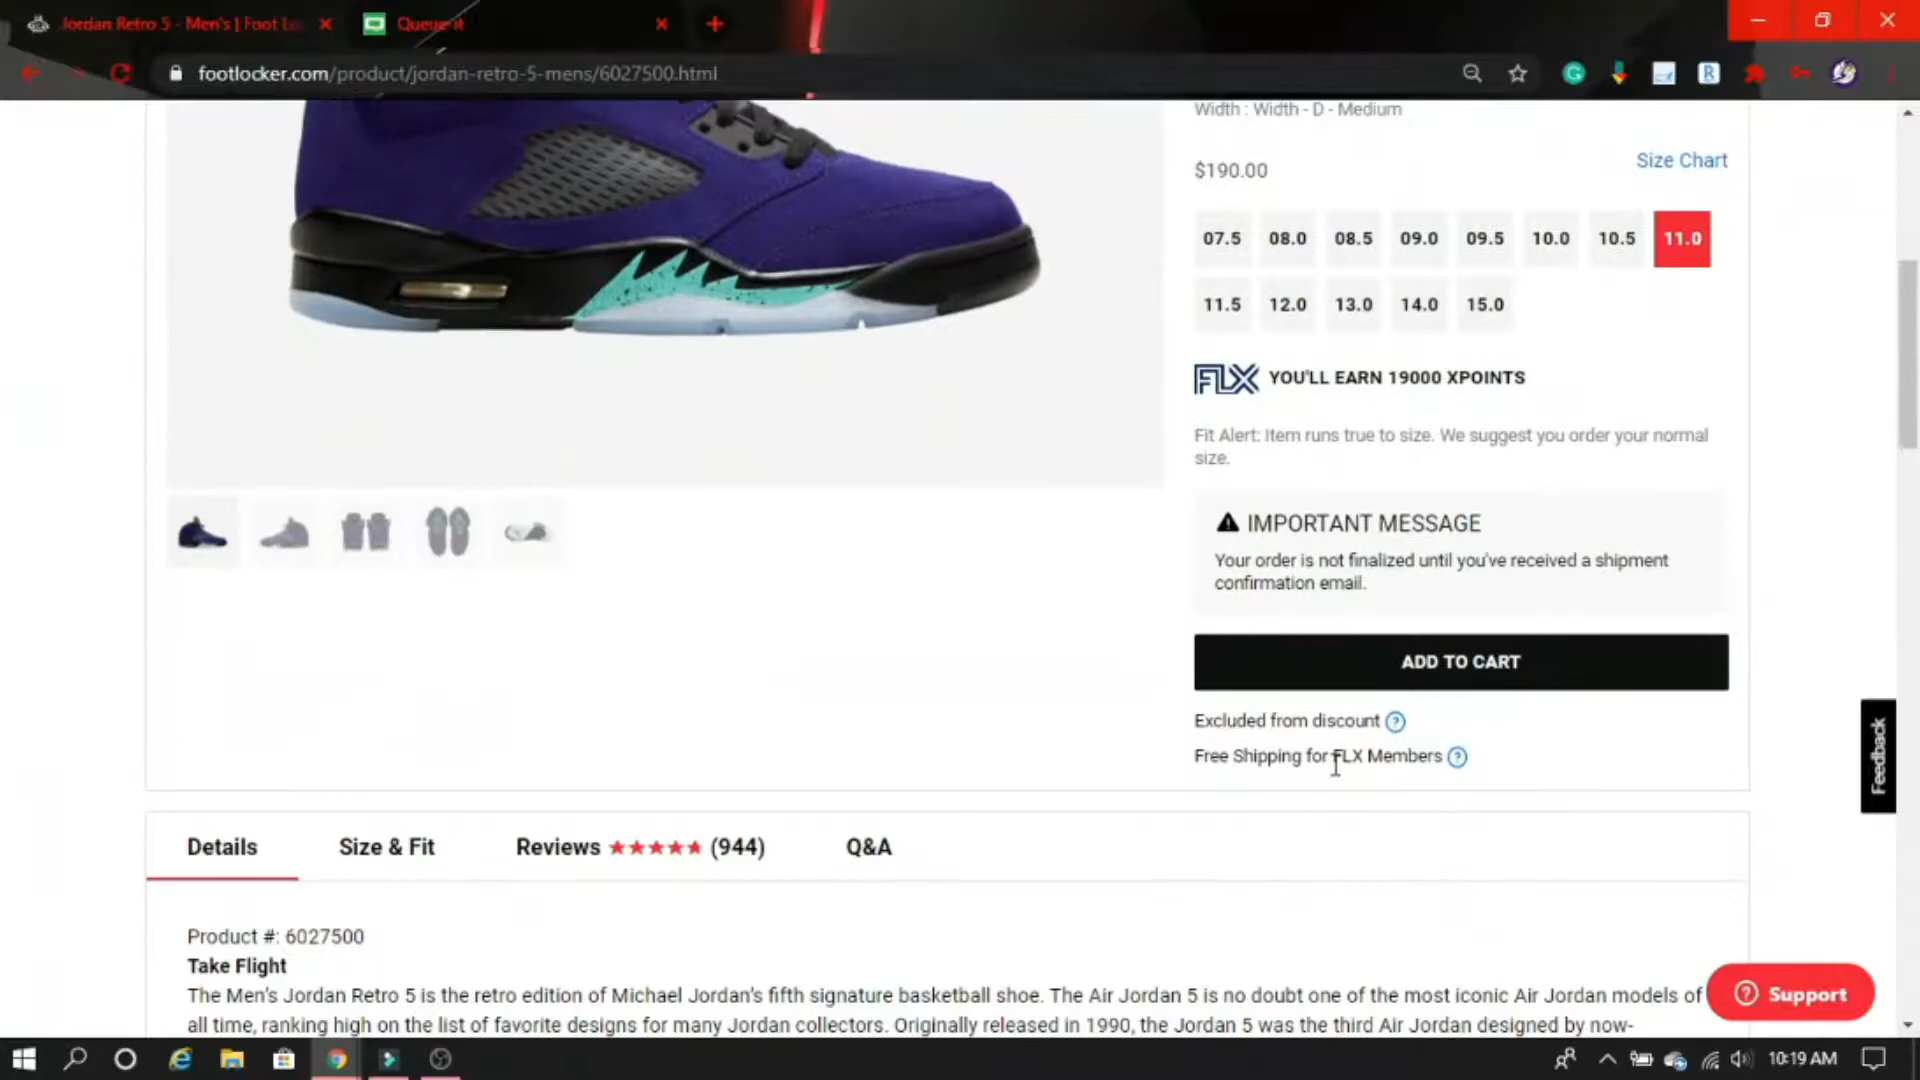 Jordan Retro 5 - Men's | Foot Lo
Queue-it
footlocker.com/product/jordan-retro-5-mens/6027500.html
Width : Width - D - Medium
$190.00
Size Chart
07.5 08.0 08.5 09.0 09.5 10.0 10.5 11.0
11.5 12.0 13.0 14.0 15.0
FLX YOU'LL EARN 19000 XPOINTS
Fit Alert: Item runs true to size. We suggest you order your normal
size.
IMPORTANT MESSAGE
Your order is not finalized until you've received a shipment
confirmation email.
ADD TO CART
Excluded from discount ?
Free Shipping for FLX Members ?
Feedback
Details Size & Fit Reviews (944) Q&A
Product #: 6027500
Take Flight
The Men's Jordan Retro 5 is the retro edition of Michael Jordan's fifth signature basketball shoe. The Air Jordan 5 is no doubt one of the most iconic Air Jordan models of
all time, ranking high on the list of favorite designs for many Jordan collectors. Originally released in 1990, the Jordan 5 was the third Air Jordan designed by now-
? Support
10:19 AM